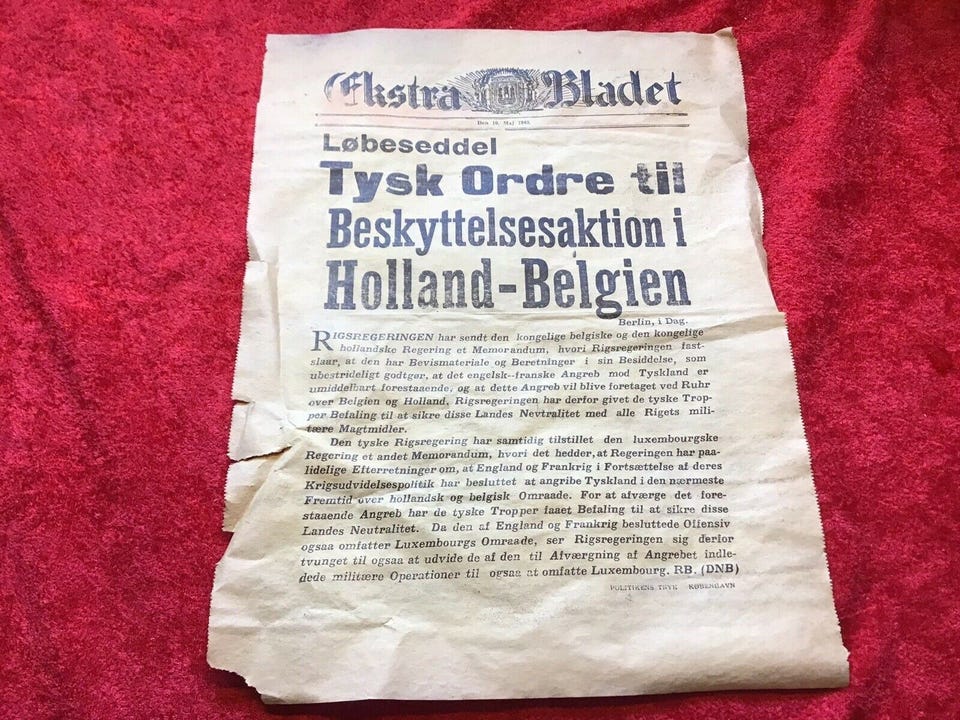 Ekstra Bladet
Den 10. Maj 1940.
Løbeseddel
Tysk Ordre til
Beskyttelsesaktion i
Holland-Belgien
Berlin, i Dag.
RIGSREGERINGEN har sendt den kongelige belgiske og den kongelige
hollandske Regering et Memorandum, hvori Rigsregeringen fast-
slaar, at den har Bevismateriale og Beretninger i sin Besiddelse, som
ubestrideligt godtgør, at det engelsk-franske Angreb mod Tyskland er
umiddelbart forestaaende, og at dette Angreb vil blive foretaget ved Ruhr
over Belgien og Holland. Rigsregeringen har derfor givet de tyske Trop-
per Befaling til at sikre disse Landes Nevtralitet med alle Rigets mili-
tære Magtmidler.
Den tyske Rigsregering har samtidig tilstillet den luxembourgske
Regering et andet Memorandum, hvori det hedder, at Regeringen har paa-
lidelige Efterretninger om, at England og Frankrig i Fortsættelse af deres
Krigsudvidelsespolitik har besluttet at angribe Tyskland i den nærmeste
Fremtid over hollandsk og belgisk Omraade. For at afværge det fore-
staaende Angreb har de tyske Tropper faaet Befaling til at sikre disse
Landes Neutralitet. Da den af England og Frankrig besluttede Offensiv
ogsaa omfatter Luxembourgs Omraade, ser Rigsregeringen sig derfor
tvunget til ogsaa at udvide de af den til Afværgning af Angrebet indle-
dede militære Operationer til ogsaa at omfatte Luxembourg. RB. (DNB)
POLITIKENS TRYK KØBENHAVN